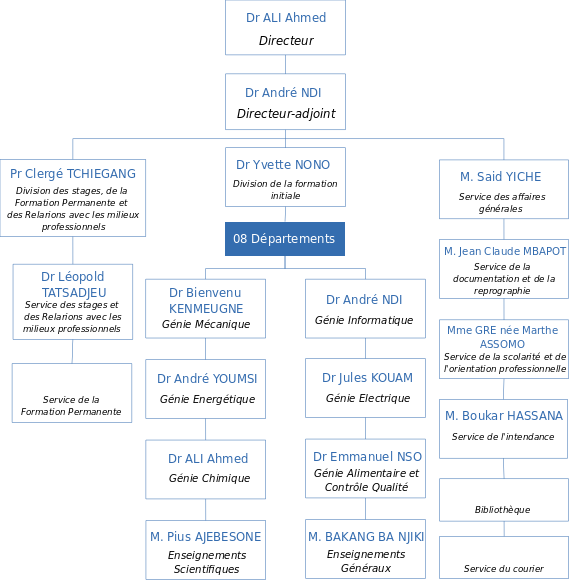 Dr ALI Ahmed
Directeur
Dr André NDI
Directeur-adjoint
Pr Clergé TCHIEGANG
Division des stages, de la
Formation Permanente et
des Relarions avec les milieux
professionnels
Dr Léopold
TATSADJEU
Service des stages et
des Relations avec les
milieux professionnels
Service de la
Formation Permanente
Dr Yvette NONO
Division de la formation
initiale
08 Départements
Dr Bienvenu
KENMEUGNE
Génie Mécanique
Dr André YOUMSI
Génie Energétique
Dr ALI Ahmed
Génie Chimique
M. Pius AJEBESONE
Enseignements
Scientifiques
Dr André NDI
Génie Informatique
Dr Jules KOUAM
Génie Electrique
Dr Emmanuel NSO
Génie Alimentaire et
Contrôle Qualité
M. BAKANG BA NJIKI
Enseignements
Généraux
M. Said YICHE
Service des affaires
générales
M. Jean Claude MBAPOT
Service de la
documentation et de la
reprographie
Mme GRE née Marthe
ASSOMO
Service de la scolarité et de
l'orientation professionnelle
M. Boukar HASSANA
Service de l'intendance
Bibliothèque
Service du courier